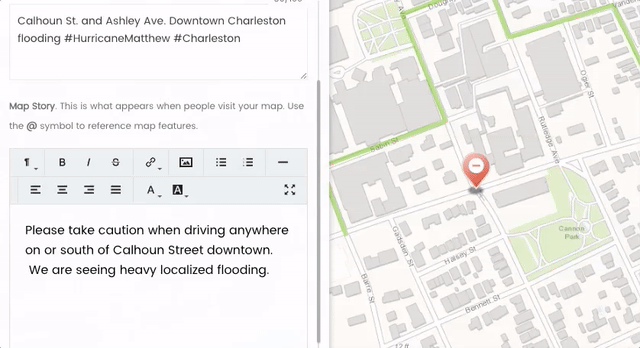 Calhoun St. and Ashley Ave. Downtown Charleston
flooding #HurricaneMatthew #Charleston
Map Story. This is what appears when people visit your map. Use
the @ symbol to reference map features.
¶ B I S
A A
Please take caution when driving anywhere
on or south of Calhoun Street downtown.
We are seeing heavy localized flooding.
Ogier St
Rutledge Ave
Cannon
Park
Gadsden St
Halsey St
Barre St
Bennett St